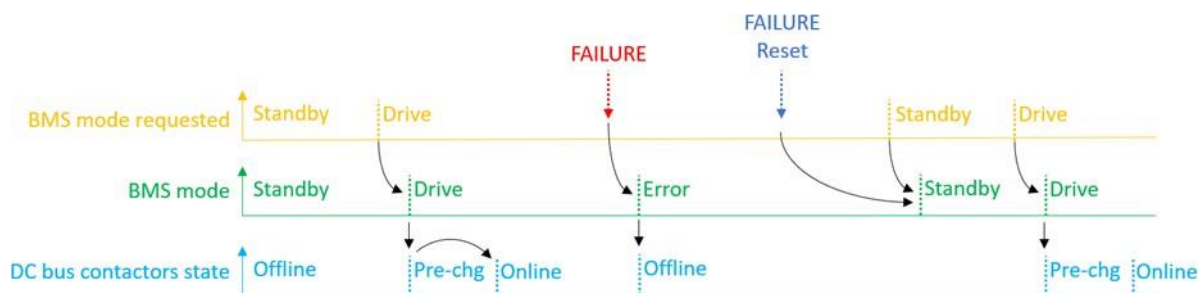 FAILURE
FAILURE
Reset
BMS mode requested Standby Drive Standby Drive
BMS mode Standby Drive Error Standby Drive
DC bus contactors state Offline Pre-chg Online Offline Pre-chg Online